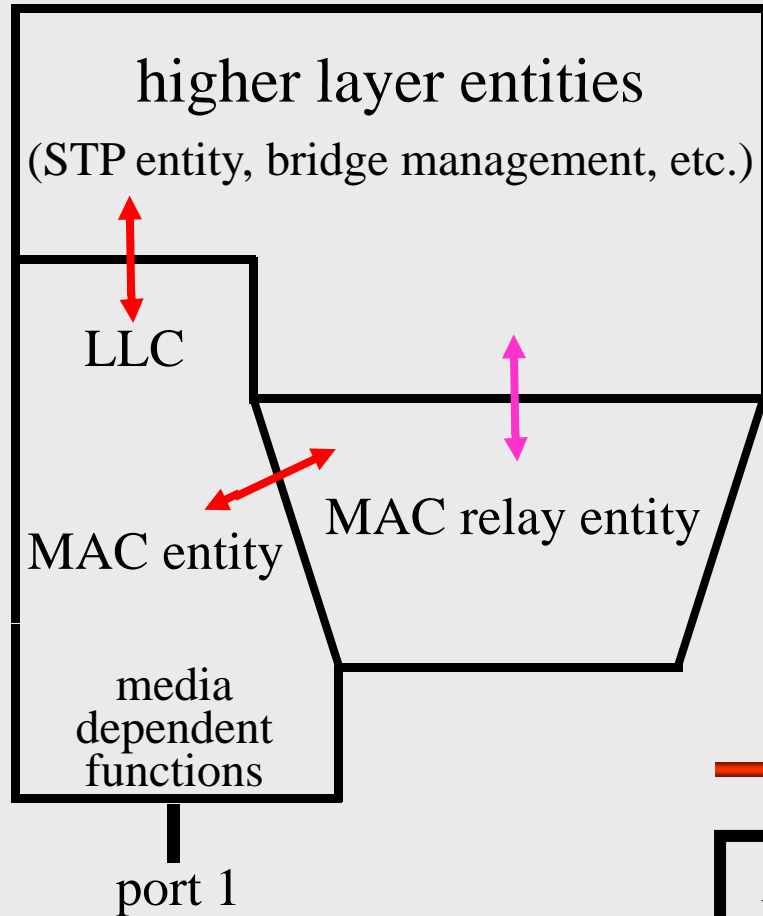 higher layer entities
(STP entity, bridge management, etc.)
LLC
MAC relay entity
MAC entity
media
dependent
functions
port 1